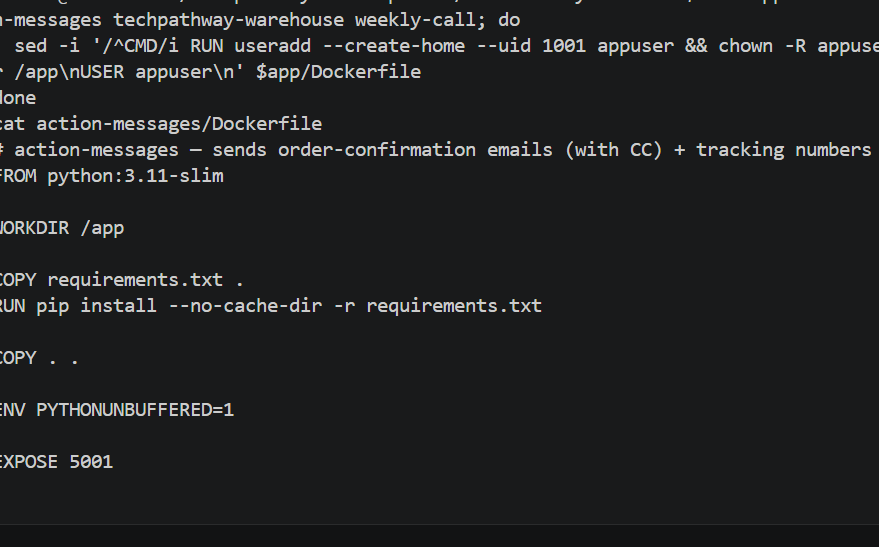 -messages techpathway-warehouse weekly-call; do
sed -i '/^CMD/i RUN useradd --create-home --uid 1001 appuser && chown -R appuse
r /app\nUSER appuser\n' $app/Dockerfile
done
cat action-messages/Dockerfile
# action-messages — sends order-confirmation emails (with CC) + tracking numbers
FROM python:3.11-slim
WORKDIR /app
COPY requirements.txt .
RUN pip install --no-cache-dir -r requirements.txt
COPY . .
ENV PYTHONUNBUFFERED=1
EXPOSE 5001